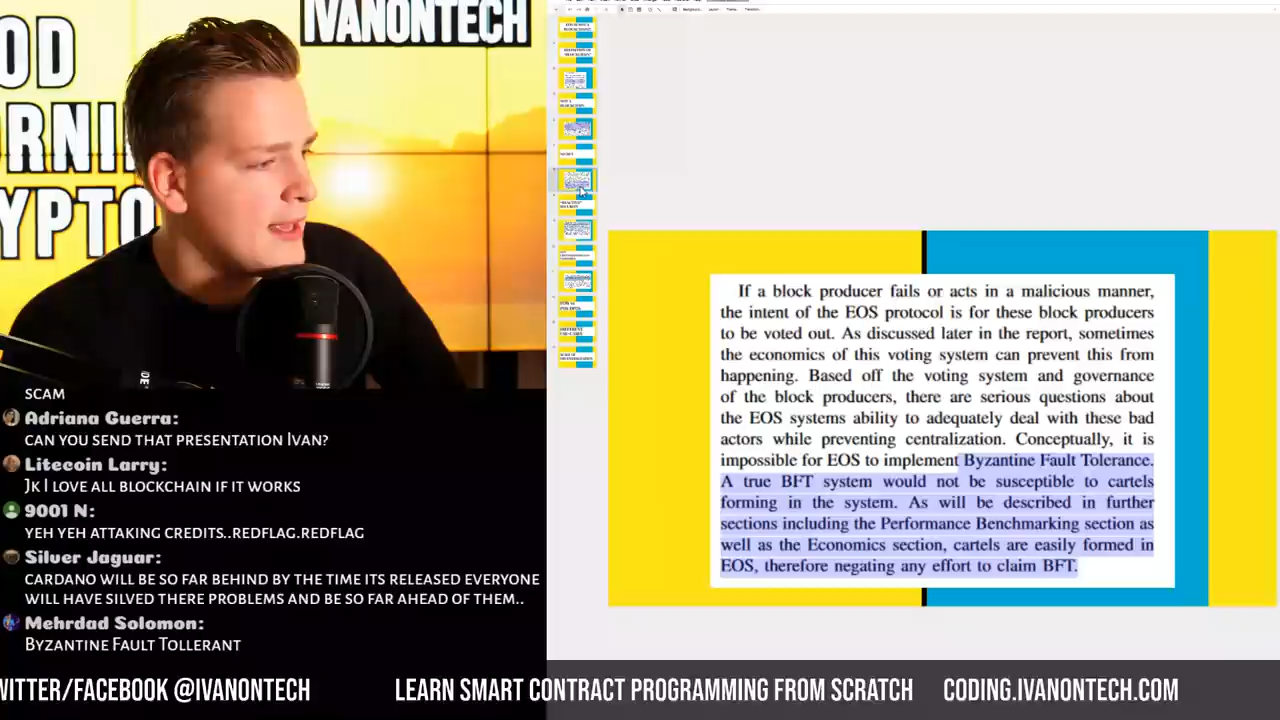 IVANONTECH
OD
RNI
YPTO
SCAM
Adriana Guerra:
CAN YOU SEND THAT PRESENTATION IVAN?
Litecoin Larry:
JK I LOVE ALL BLOCKCHAIN IF IT WORKS
9001 N:
YEH YEH ATTAKING CREDITS..REDFLAG.REDFLAG
Silver Jaguar:
CARDANO WILL BE SO FAR BEHIND BY THE TIME ITS RELEASED EVERYONE
WILL HAVE SILVED THERE PROBLEMS AND BE SO FAR AHEAD OF THEM..
Mehrdad Solomon:
BYZANTINE FAULT TOLLERANT
If a block producer fails or acts in a malicious manner,
the intent of the EOS protocol is for these block producers
to be voted out. As discussed later in the report, sometimes
the economics of this voting system can prevent this from
happening. Based off the voting system and governance
of the block producers, there are serious questions about
the EOS systems ability to adequately deal with these bad
actors while preventing centralization. Conceptually, it is
impossible for EOS to implement Byzantine Fault Tolerance.
A true BFT system would not be susceptible to cartels
forming in the system. As will be described in further
sections including the Performance Benchmarking section as
well as the Economics section, cartels are easily formed in
EOS, therefore negating any effort to claim BFT.
WITTER/FACEBOOK @IVANONTECH LEARN SMART CONTRACT PROGRAMMING FROM SCRATCH CODING.IVANONTECH.COM